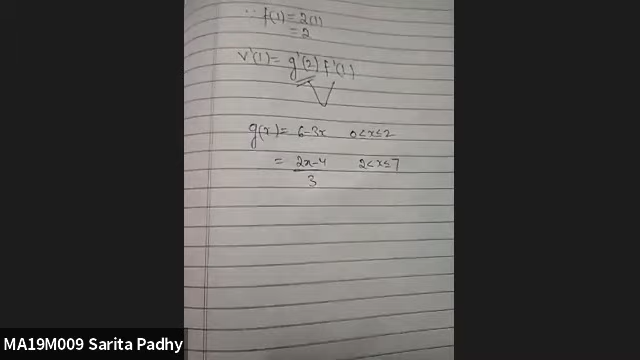 ∵ f(1) = 2(1)
= 2
v'(1) = g'(2) f'(1)
g(x) = 6-3x 0<x≤2
= 2x-4 2<x≤7
3
MA19M009 Sarita Padhy